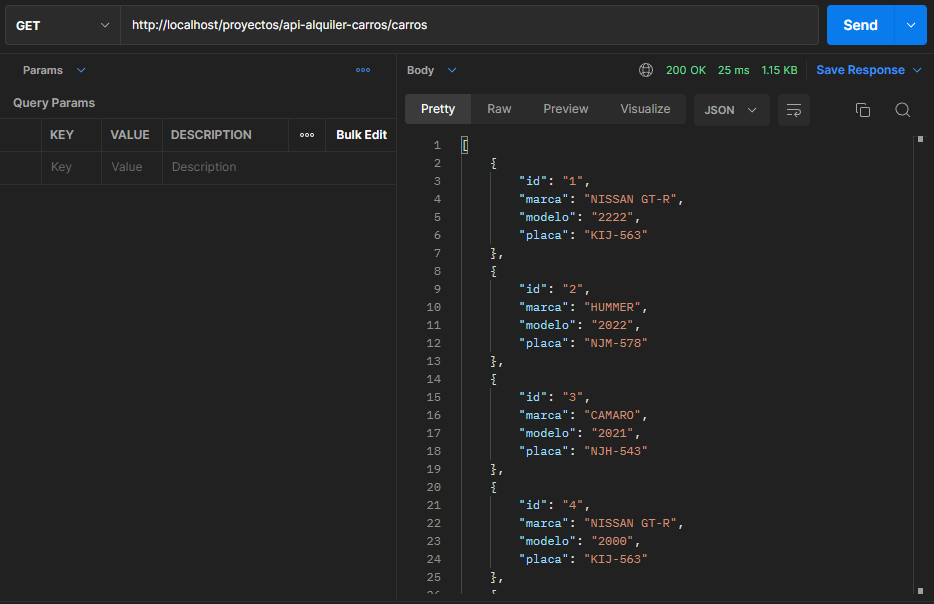 GET http://localhost/proyectos/api-alquiler-carros/carros Send
Params
Query Params
KEY VALUE DESCRIPTION Bulk Edit
Key Value Description
Body 200 OK 25 ms 1.15 KB Save Response
Pretty Raw Preview Visualize JSON
1 [
2 {
3 "id": "1",
4 "marca": "NISSAN GT-R",
5 "modelo": "2222",
6 "placa": "KIJ-563"
7 },
8 {
9 "id": "2",
10 "marca": "HUMMER",
11 "modelo": "2022",
12 "placa": "NJM-578"
13 },
14 {
15 "id": "3",
16 "marca": "CAMARO",
17 "modelo": "2021",
18 "placa": "NJH-543"
19 },
20 {
21 "id": "4",
22 "marca": "NISSAN GT-R",
23 "modelo": "2000",
24 "placa": "KIJ-563"
25 },